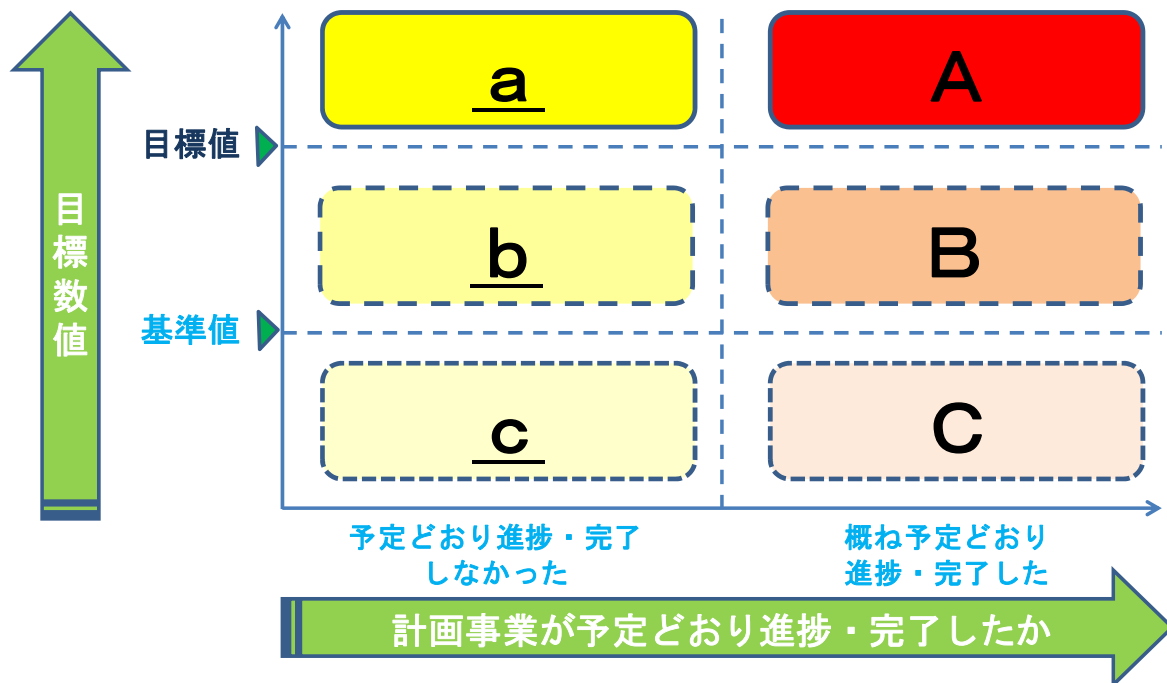 a
A
目標値
目標数値
b
B
基準値
c
C
予定どおり進捗・完了
しなかった
概ね予定どおり
進捗・完了した
計画事業が予定どおり進捗・完了したか